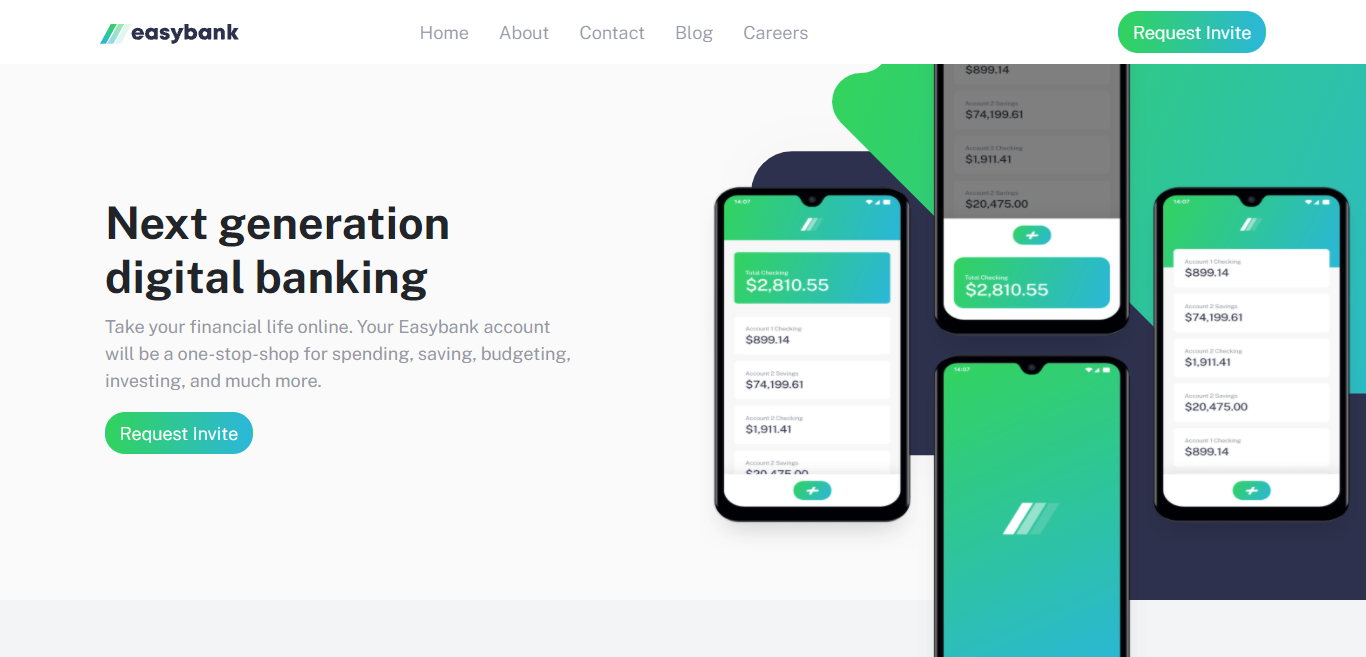 easybank
Home About Contact Blog Careers
Request Invite
Next generation
digital banking
Take your financial life online. Your Easybank account
will be a one-stop-shop for spending, saving, budgeting,
investing, and much more.
Request Invite
14:07
Total Checking
$2,810.55
Account 1 Checking
$899.14
Account 2 Savings
$74,199.61
Account 2 Checking
$1,911.41
Account 2 Savings
$20,475.00
$899.14
Account 2 Savings
$74,199.61
Account 2 Checking
$1,911.41
Account 2 Savings
$20,475.00
Total Checking
$2,810.55
14:07
14:07
Account 1 Checking
$899.14
Account 2 Savings
$74,199.61
Account 2 Checking
$1,911.41
Account 2 Savings
$20,475.00
Account 1 Checking
$899.14